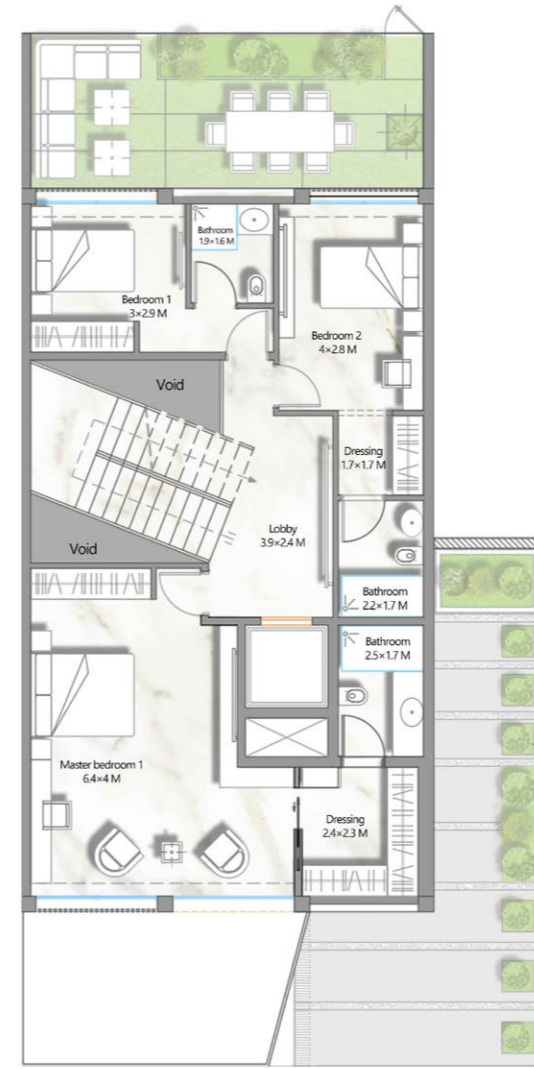 Bathroom
1.9×1.6 M
Bedroom 1
3×2.9 M
Bedroom 2
4×2.8 M
Void
Dressing
1.7×1.7 M
Lobby
3.9×2.4 M
Void
Bathroom
2.2×1.7 M
Bathroom
2.5×1.7 M
Master bedroom 1
6.4×4 M
Dressing
2.4×2.3 M